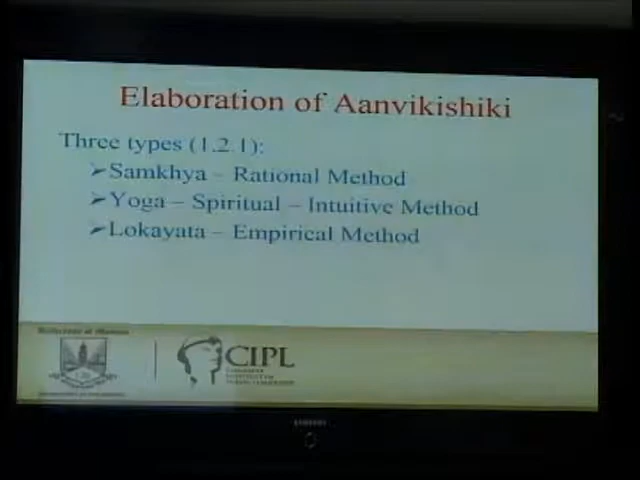 Elaboration of Aanvikishiki
Three types (1.2.1):
➢Samkhya – Rational Method
➢Yoga – Spiritual – Intuitive Method
➢Lokayata – Empirical Method
CIPL
SAMSUNG